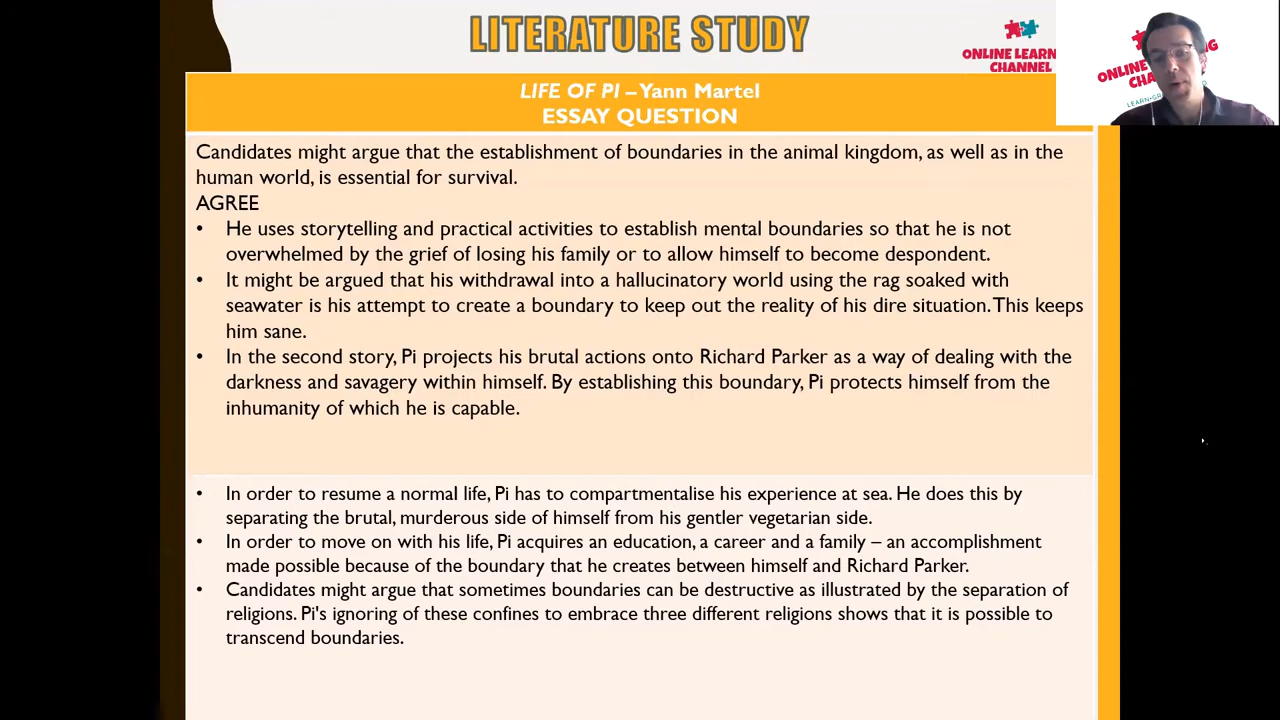 LITERATURE STUDY
ONLINE LEARN
CHANNEL
LIFE OF PI – Yann Martel
ESSAY QUESTION
Candidates might argue that the establishment of boundaries in the animal kingdom, as well as in the
human world, is essential for survival.
AGREE
• He uses storytelling and practical activities to establish mental boundaries so that he is not
overwhelmed by the grief of losing his family or to allow himself to become despondent.
• It might be argued that his withdrawal into a hallucinatory world using the rag soaked with
seawater is his attempt to create a boundary to keep out the reality of his dire situation. This keeps
him sane.
• In the second story, Pi projects his brutal actions onto Richard Parker as a way of dealing with the
darkness and savagery within himself. By establishing this boundary, Pi protects himself from the
inhumanity of which he is capable.
• In order to resume a normal life, Pi has to compartmentalise his experience at sea. He does this by
separating the brutal, murderous side of himself from his gentler vegetarian side.
• In order to move on with his life, Pi acquires an education, a career and a family – an accomplishment
made possible because of the boundary that he creates between himself and Richard Parker.
• Candidates might argue that sometimes boundaries can be destructive as illustrated by the separation of
religions. Pi's ignoring of these confines to embrace three different religions shows that it is possible to
transcend boundaries.